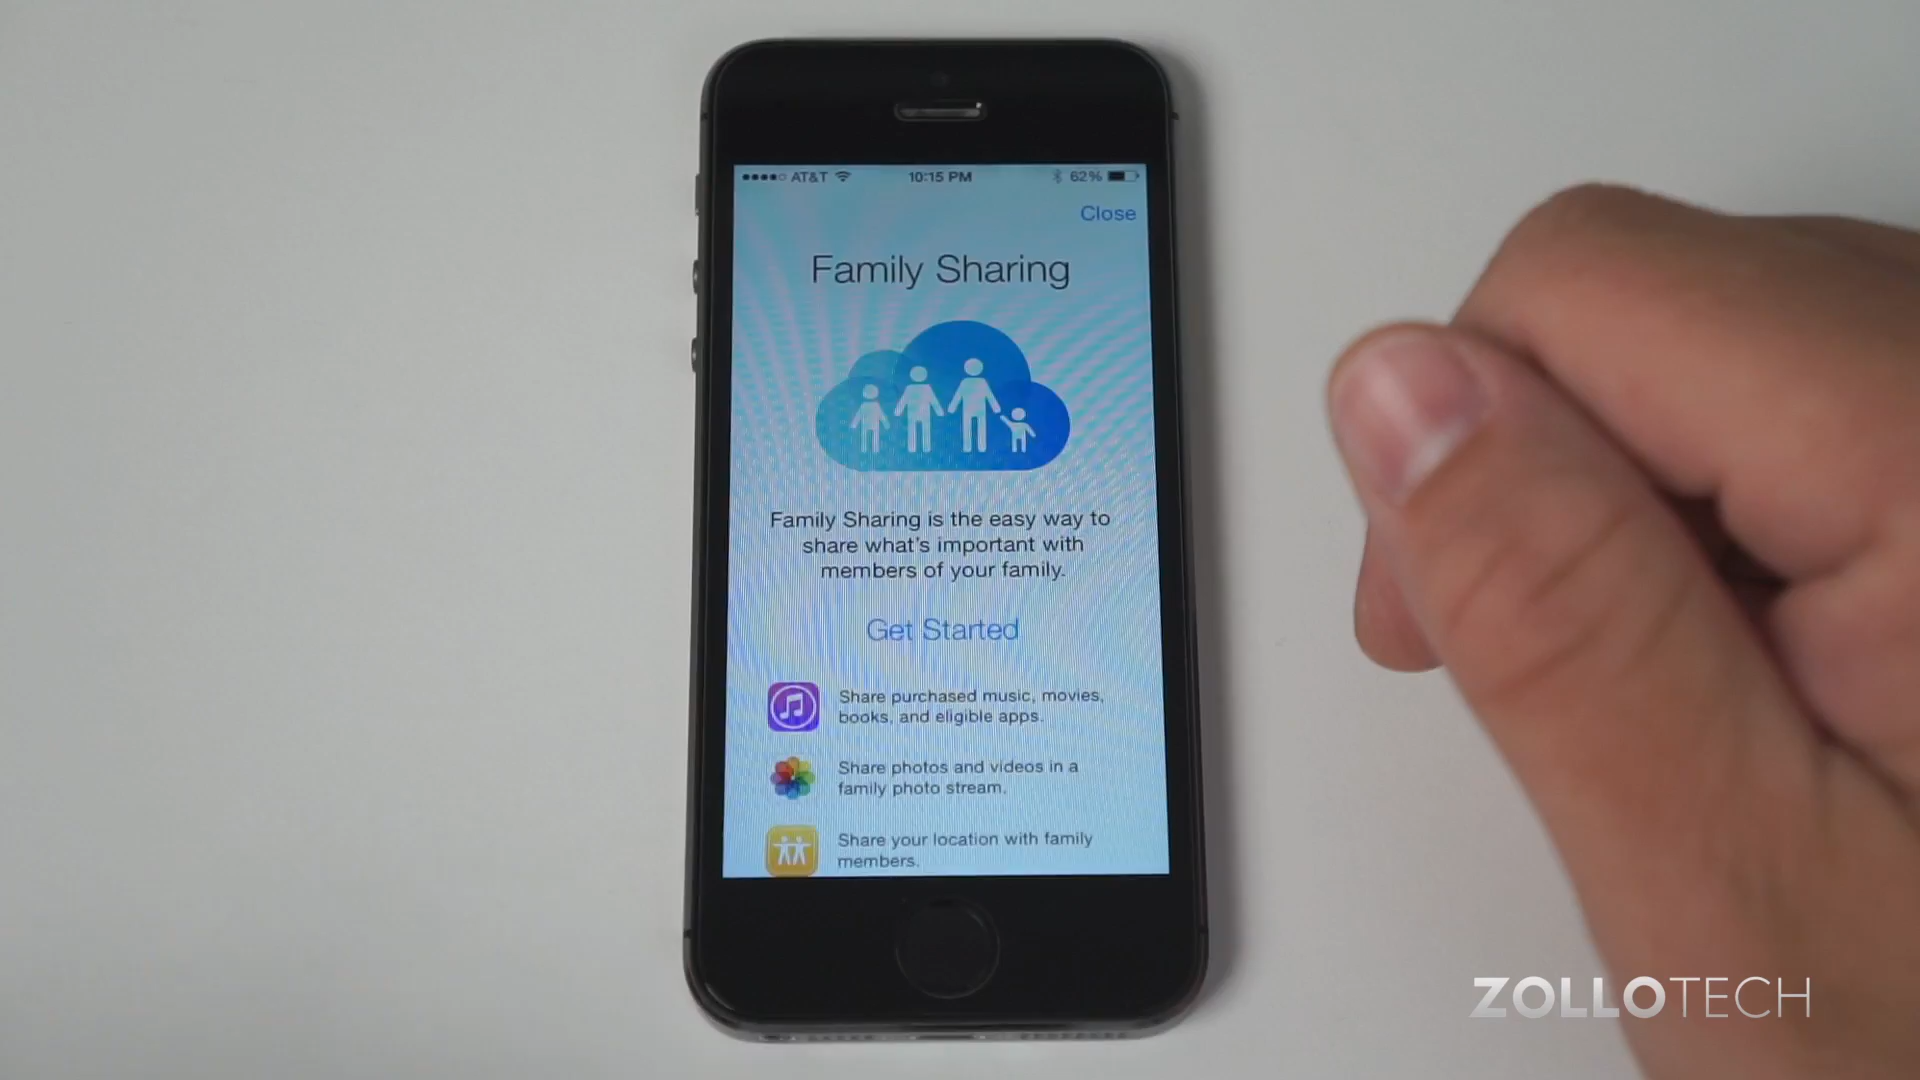 AT&T 10:15 PM 62%
Close
Family Sharing
Family Sharing is the easy way to
share what's important with
members of your family.
Get Started
Share purchased music, movies,
books, and eligible apps.
Share photos and videos in a
family photo stream.
Share your location with family
members.
ZOLLOTECH